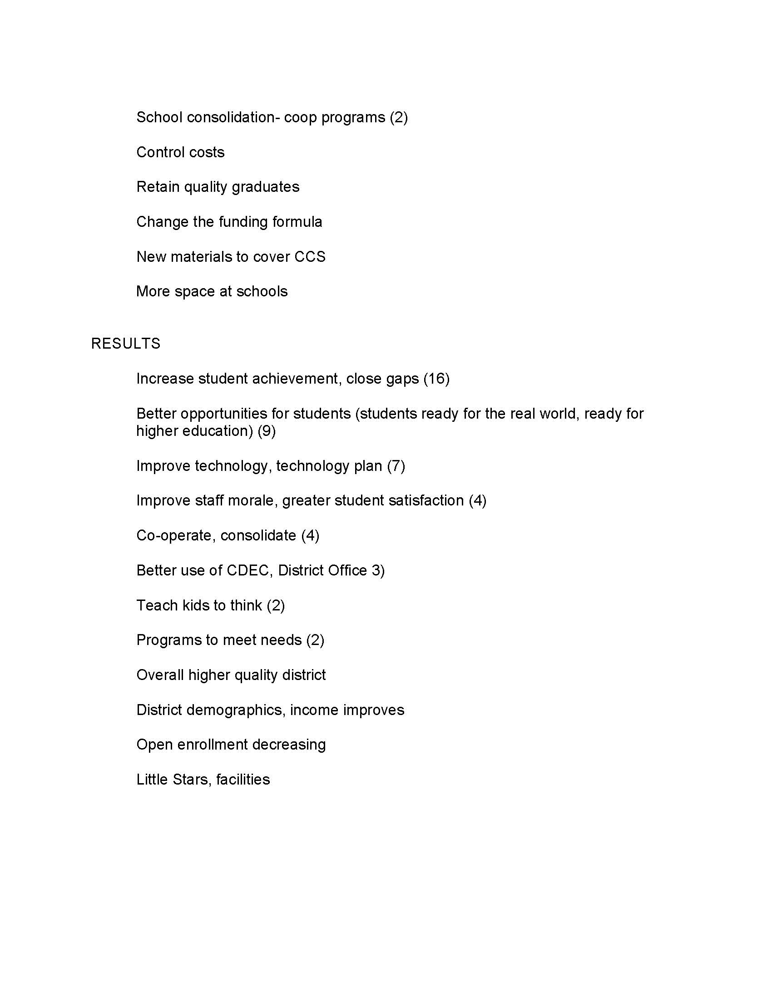 School consolidation- coop programs (2)
Control costs
Retain quality graduates
Change the funding formula
New materials to cover CCS
More space at schools
RESULTS
Increase student achievement, close gaps (16)
Better opportunities for students (students ready for the real world, ready for
higher education) (9)
Improve technology, technology plan (7)
Improve staff morale, greater student satisfaction (4)
Co-operate, consolidate (4)
Better use of CDEC, District Office 3)
Teach kids to think (2)
Programs to meet needs (2)
Overall higher quality district
District demographics, income improves
Open enrollment decreasing
Little Stars, facilities